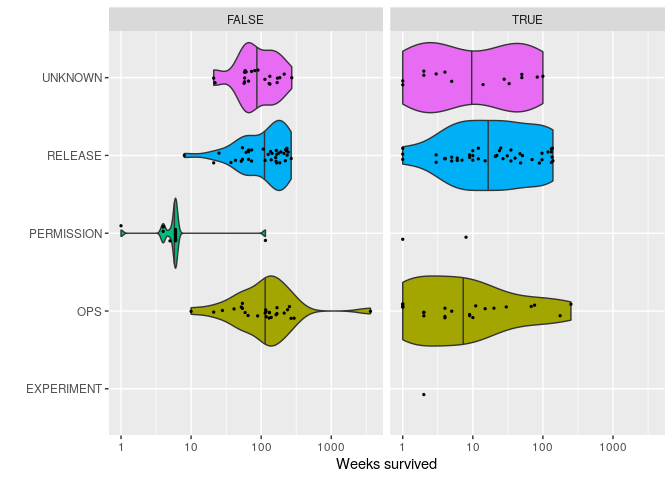 FALSE TRUE
UNKNOWN
RELEASE
PERMISSION
OPS
EXPERIMENT
1 10 100 1000 1 10 100 1000
Weeks survived